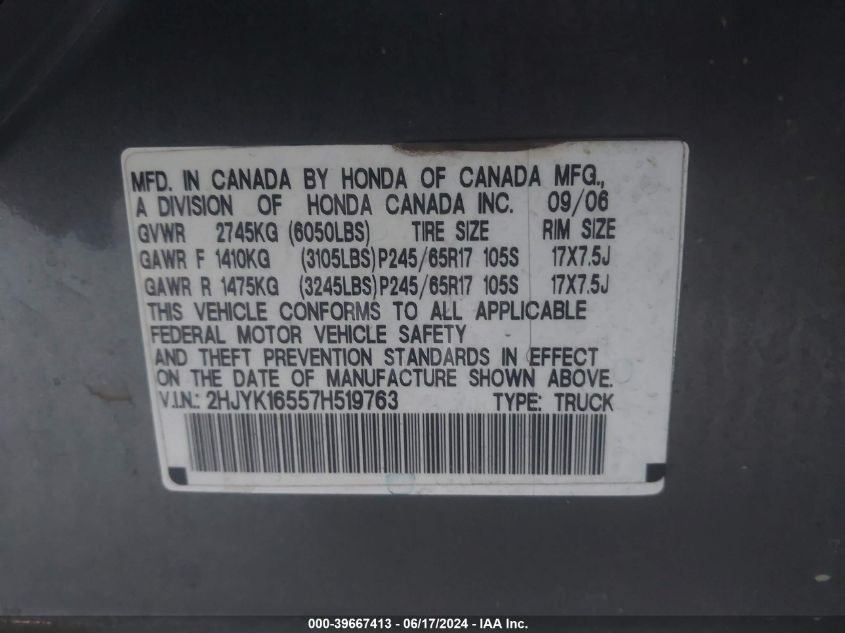 MFD. IN CANADA BY HONDA OF CANADA MFG.,
A DIVISION OF HONDA CANADA INC. 09/06
GVWR 2745KG (6050LBS) TIRE SIZE RIM SIZE
GAWR F 1410KG (3105LBS) P245/65R17 105S 17X7.5J
GAWR R 1475KG (3245LBS) P245/65R17 105S 17X7.5J
THIS VEHICLE CONFORMS TO ALL APPLICABLE
FEDERAL MOTOR VEHICLE SAFETY
AND THEFT PREVENTION STANDARDS IN EFFECT
ON THE DATE OF MANUFACTURE SHOWN ABOVE.
V.I.N.: 2HJYK16557H519763 TYPE: TRUCK
000-39667413 - 06/17/2024 - IAA Inc.